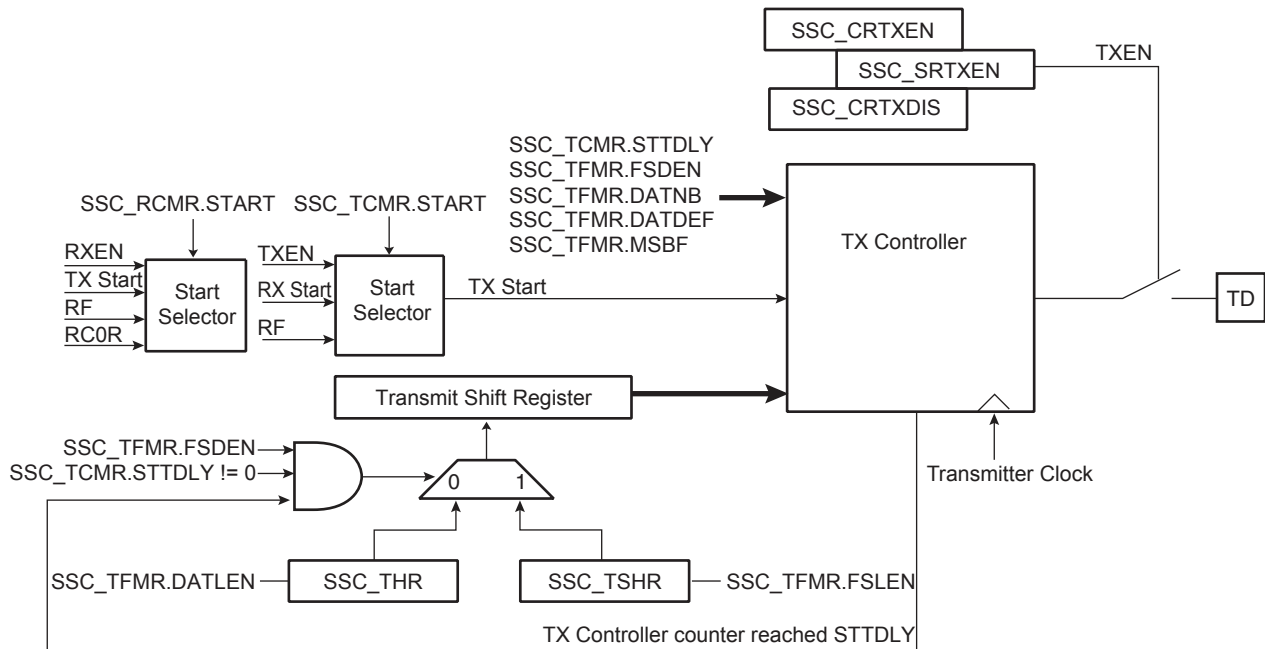 SSC_CRTXEN
SSC_SRTXEN
TXEN
SSC_CRTXDIS
SSC_TCMR.STTDLY
SSC_TFMR.FSDEN
SSC_TFMR.DATNB
SSC_TFMR.DATDEF
SSC_TFMR.MSBF
SSC_RCMR.START
SSC_TCMR.START
RXEN
TX Start
RF
RC0R
Start
Selector
TXEN
RX Start
RF
Start
Selector
TX Start
TX Controller
TD
Transmit Shift Register
Transmitter Clock
SSC_TFMR.FSDEN
SSC_TCMR.STTDLY != 0
0
1
SSC_TFMR.DATLEN
SSC_THR
SSC_TSHR
SSC_TFMR.FSLEN
TX Controller counter reached STTDLY